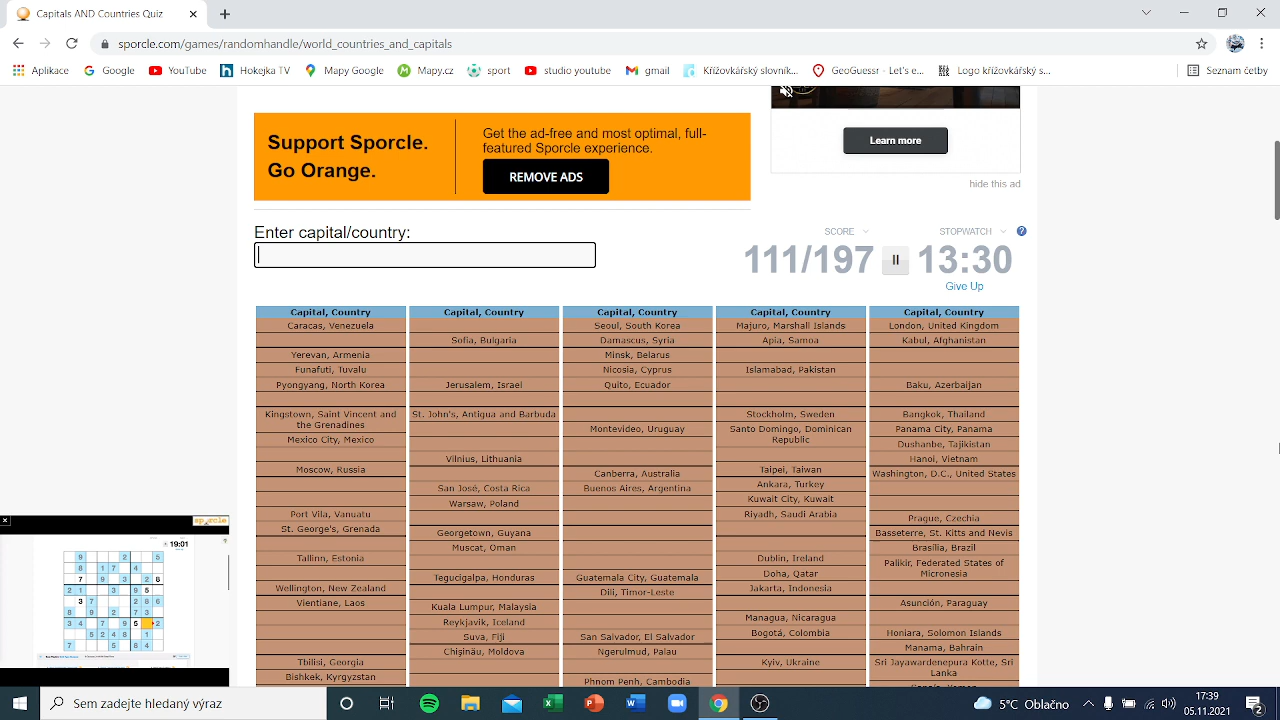 Capital AND Countries Quiz
sporcle.com/games/world_countries_and_capitals
Aplikace
Google
YouTube
Hokejka TV
Mapy Google
Mapy.cz
sport
studio youtube
gmail
Křížovkářský slovník...
GeoGuessr - Let's e...
Logo křížovkářský s...
Seznam četby
Support Sporcle.
Go Orange.
Get the ad-free and most optimal, full-
featured Sporcle experience.
REMOVE ADS
Learn more
hide this ad
Enter capital/country:
SCORE
STOPWATCH
111/197
13:30
Give Up
Capital, Country Capital, Country Capital, Country Capital, Country Capital, Country
Caracas, Venezuela Seoul, South Korea Majuro, Marshall Islands London, United Kingdom
Sofia, Bulgaria Damascus, Syria Apia, Samoa Kabul, Afghanistan
Yerevan, Armenia Minsk, Belarus
Funafuti, Tuvalu Nicosia, Cyprus Islamabad, Pakistan
Pyongyang, North Korea Jerusalem, Israel Quito, Ecuador Baku, Azerbaijan
Kingstown, Saint Vincent and St. John's, Antigua and Barbuda Stockholm, Sweden Bangkok, Thailand
the Grenadines Montevideo, Uruguay Santo Domingo, Dominican Panama City, Panama
Mexico City, Mexico Republic Dushanbe, Tajikistan
Vilnius, Lithuania Hanoi, Vietnam
Moscow, Russia Canberra, Australia Taipei, Taiwan Washington, D.C., United States
San José, Costa Rica Buenos Aires, Argentina Ankara, Turkey
Warsaw, Poland Kuwait City, Kuwait
Port Vila, Vanuatu Riyadh, Saudi Arabia Prague, Czechia
St. George's, Grenada Georgetown, Guyana Basseterre, St. Kitts and Nevis
Muscat, Oman Brasília, Brazil
Tallinn, Estonia Dublin, Ireland Palikir, Federated States of
Tegucigalpa, Honduras Guatemala City, Guatemala Doha, Qatar Micronesia
Wellington, New Zealand Dili, Timor-Leste Jakarta, Indonesia
Vientiane, Laos Kuala Lumpur, Malaysia Asunción, Paraguay
Reykjavik, Iceland Managua, Nicaragua
Suva, Fiji San Salvador, El Salvador Bogotá, Colombia Honiara, Solomon Islands
Chișinău, Moldova Ngerulmud, Palau Manama, Bahrain
Tbilisi, Georgia Kyiv, Ukraine Sri Jayawardenepura Kotte, Sri
Bishkek, Kyrgyzstan Phnom Penh, Cambodia Lanka
sporcle
19:01
Sem zadejte hledaný výraz
5°C Oblačno
17:39
05.11.2021
2